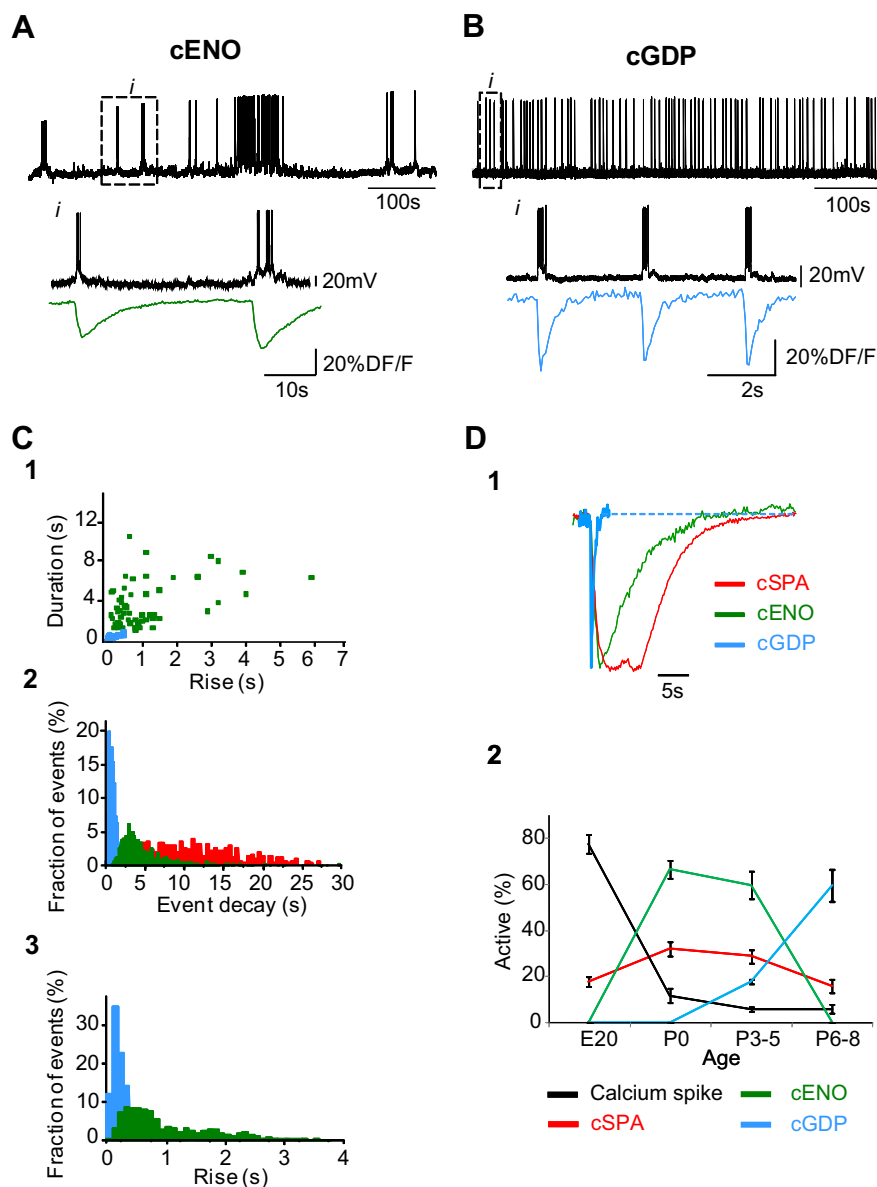 A
B
cENO
cGDP
i
i
100s
100s
i
i
20mV
20mV
20%DF/F
20%DF/F
10s
2s
C
D
1
1
Duration (s)
12
8
4
0
0 1 2 3 4 5 6 7
Rise (s)
cSPA
cENO
cGDP
5s
2
Fraction of events (%)
20
15
10
5
0
0 5 10 15 20 25 30
Event decay (s)
2
Active (%)
80
60
40
20
0
E20 P0 P3-5 P6-8
Age
Calcium spike
cENO
cSPA
cGDP
3
Fraction of events (%)
30
20
10
0
0 1 2 3 4
Rise (s)